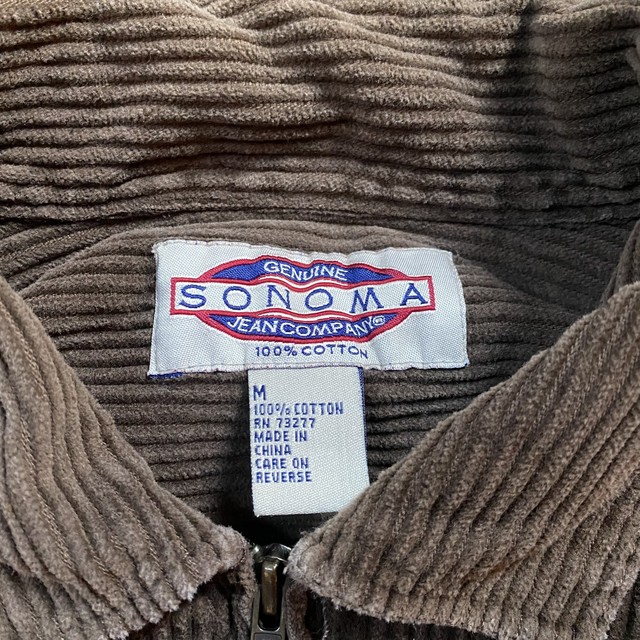 GENUINE
SONOMA
JEAN COMPANY®
100% COTTON
M
100% COTTON
RN 73277
MADE IN
CHINA
CARE ON
REVERSE